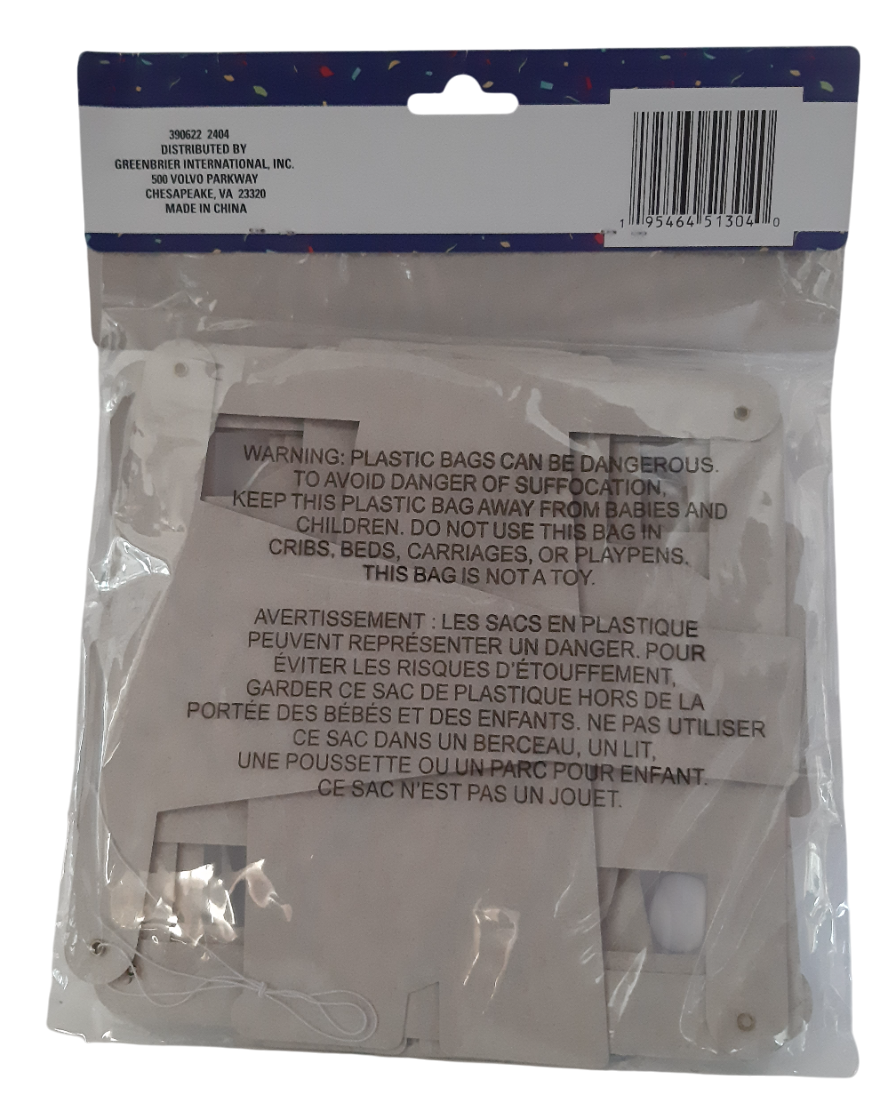 390622 2404
DISTRIBUTED BY
GREENBRIER INTERNATIONAL, INC.
500 VOLVO PARKWAY
CHESAPEAKE, VA 23320
MADE IN CHINA
1 95464 51304 0
WARNING: PLASTIC BAGS CAN BE DANGEROUS.
TO AVOID DANGER OF SUFFOCATION,
KEEP THIS PLASTIC BAG AWAY FROM BABIES AND
CHILDREN. DO NOT USE THIS BAG IN
CRIBS, BEDS, CARRIAGES, OR PLAYPENS.
THIS BAG IS NOT A TOY.
AVERTISSEMENT : LES SACS EN PLASTIQUE
PEUVENT REPRÉSENTER UN DANGER. POUR
ÉVITER LES RISQUES D'ÉTOUFFEMENT,
GARDER CE SAC DE PLASTIQUE HORS DE LA
PORTÉE DES BÉBÉS ET DES ENFANTS. NE PAS UTILISER
CE SAC DANS UN BERCEAU, UN LIT,
UNE POUSSETTE OU UN PARC POUR ENFANT.
CE SAC N'EST PAS UN JOUET.